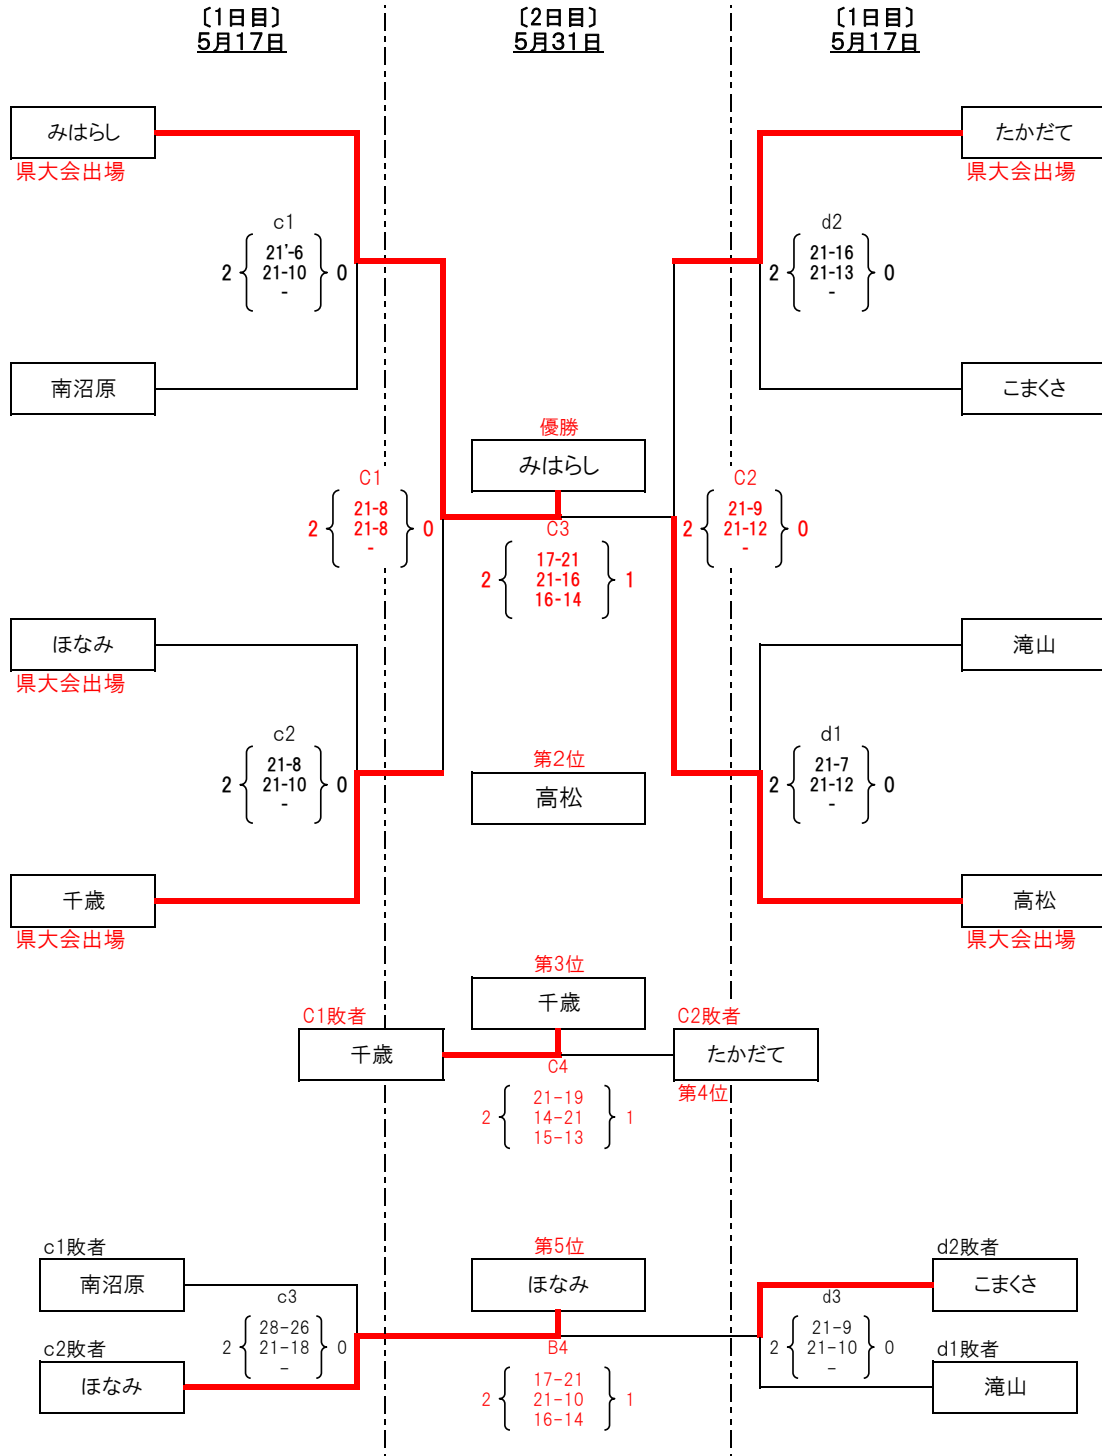 〔1日目〕
5月17日
〔2日目〕
5月31日
〔1日目〕
5月17日
みはらし
県大会出場
たかだて
県大会出場
c1
21'-6
2 21-10 0
-
d2
21-16
2 21-13 0
-
南沼原
こまくさ
優勝
みはらし
C1
21-8
2 21-8 0
-
C3
17-21
2 21-16 1
16-14
C2
21-9
2 21-12 0
-
ほなみ
県大会出場
滝山
c2
21-8
2 21-10 0
-
第2位
高松
d1
21-7
2 21-12 0
-
千歳
県大会出場
高松
県大会出場
第3位
千歳
C1敗者
千歳
C2敗者
たかだて
第4位
C4
21-19
2 14-21 1
15-13
c1敗者
南沼原
c3
28-26
2 21-18 0
-
c2敗者
ほなみ
第5位
ほなみ
B4
17-21
2 21-10 1
16-14
d2敗者
こまくさ
d3
21-9
2 21-10 0
-
d1敗者
滝山